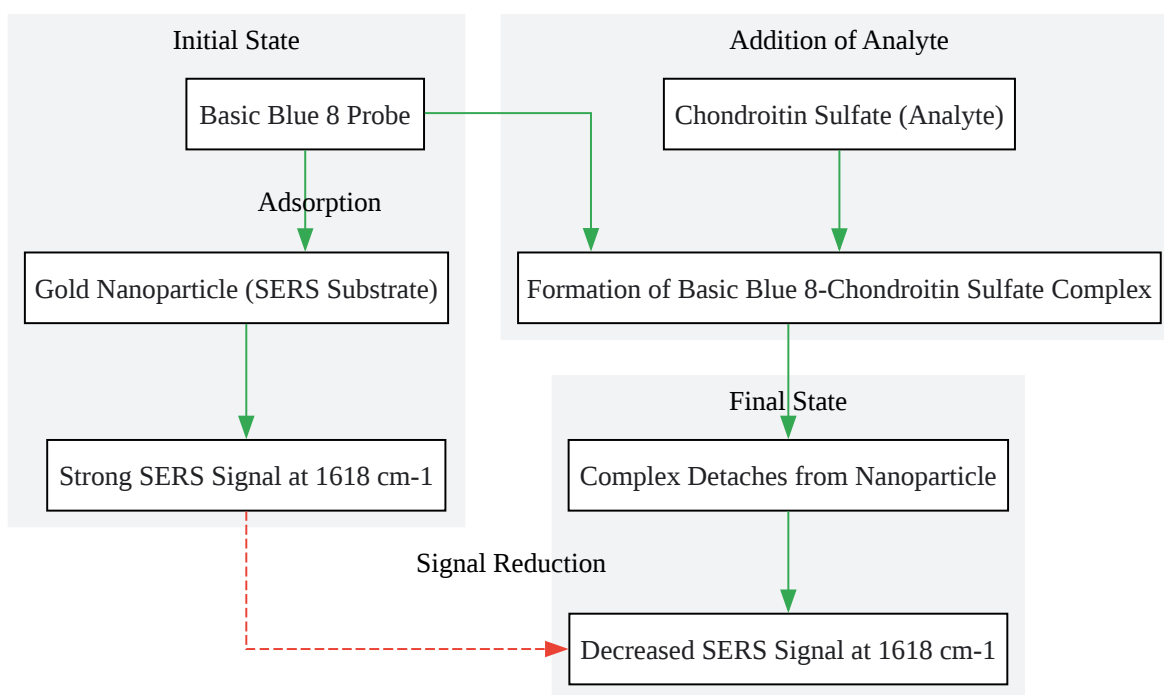 Initial State
Basic Blue 8 Probe
Adsorption
Gold Nanoparticle (SERS Substrate)
Strong SERS Signal at 1618 cm-1
Addition of Analyte
Chondroitin Sulfate (Analyte)
Formation of Basic Blue 8-Chondroitin Sulfate Complex
Final State
Complex Detaches from Nanoparticle
Signal Reduction
Decreased SERS Signal at 1618 cm-1